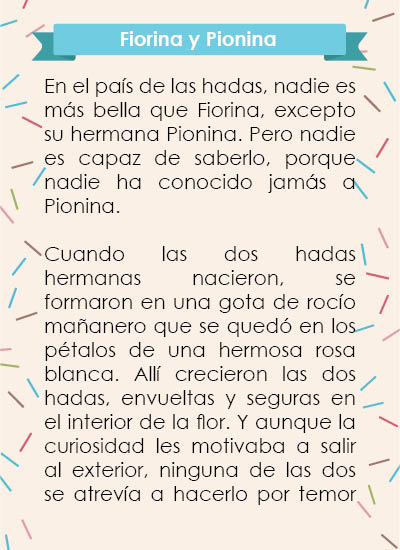 Fiorina y Pionina
En el país de las hadas, nadie es
más bella que Fiorina, excepto
su hermana Pionina. Pero nadie
es capaz de saberlo, porque
nadie ha conocido jamás a
Pionina.
Cuando las dos hadas
hermanas nacieron, se
formaron en una gota de rocío
mañanero que se quedó en los
pétalos de una hermosa rosa
blanca. Allí crecieron las dos
hadas, envueltas y seguras en
el interior de la flor. Y aunque la
curiosidad les motivaba a salir
al exterior, ninguna de las dos
se atrevía a hacerlo por temor